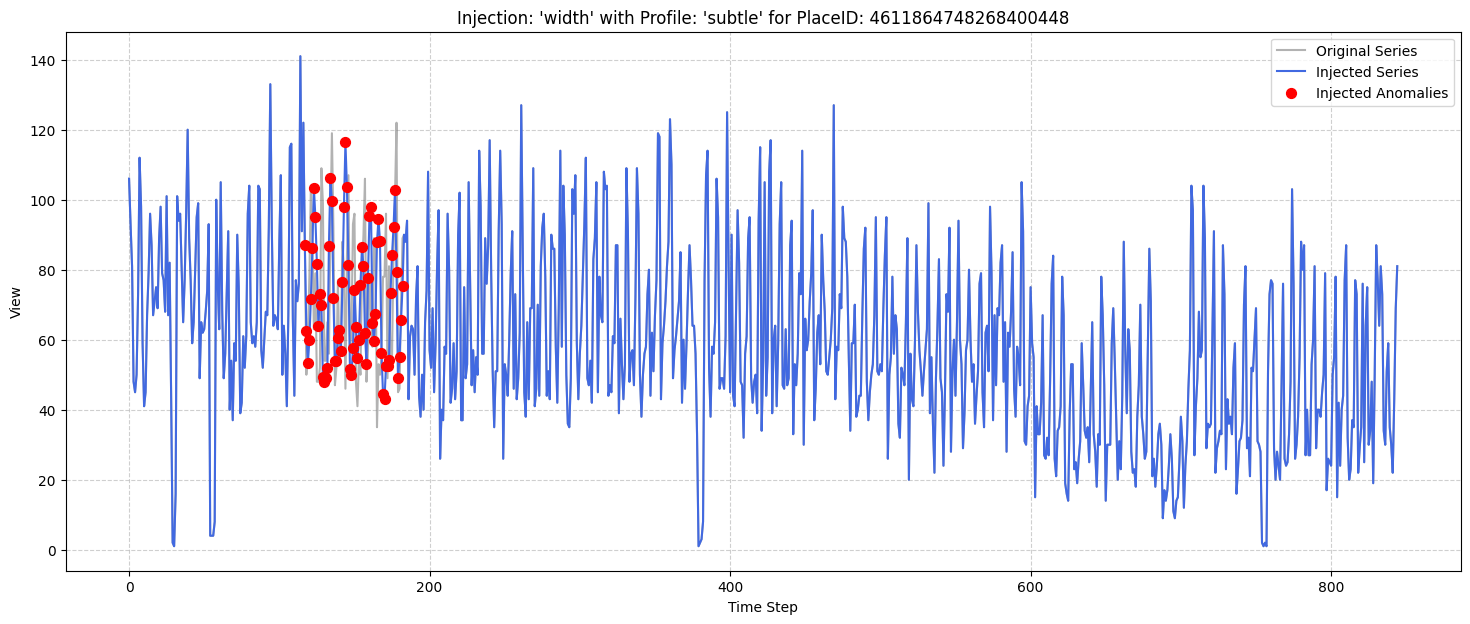 Injection: 'width' with Profile: 'subtle' for PlaceID: 4611864748268400448
Original Series
Injected Series
Injected Anomalies
View
140
120
100
80
60
40
20
0
0
200
400
600
800
Time Step